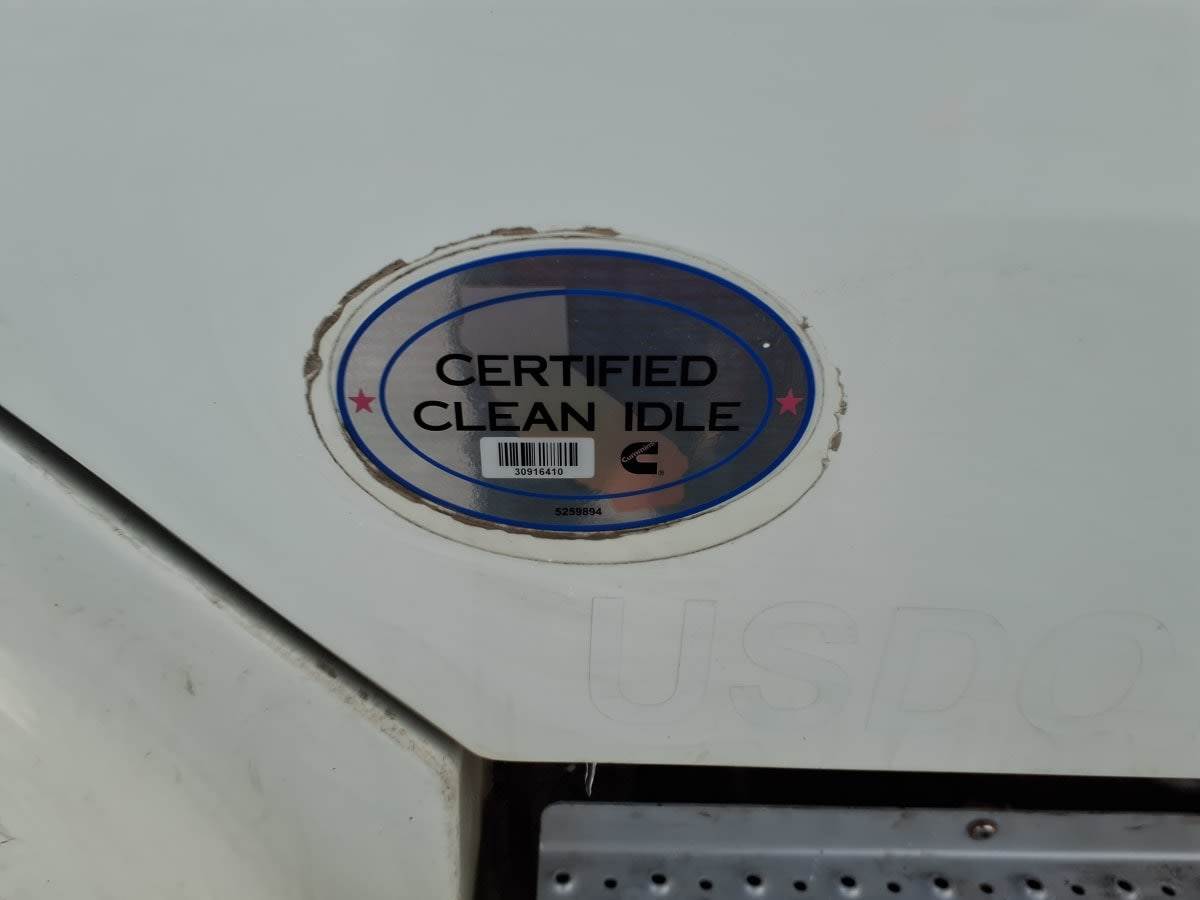 CERTIFIED
CLEAN IDLE
30916410
Cummins
®
5259894
USDO